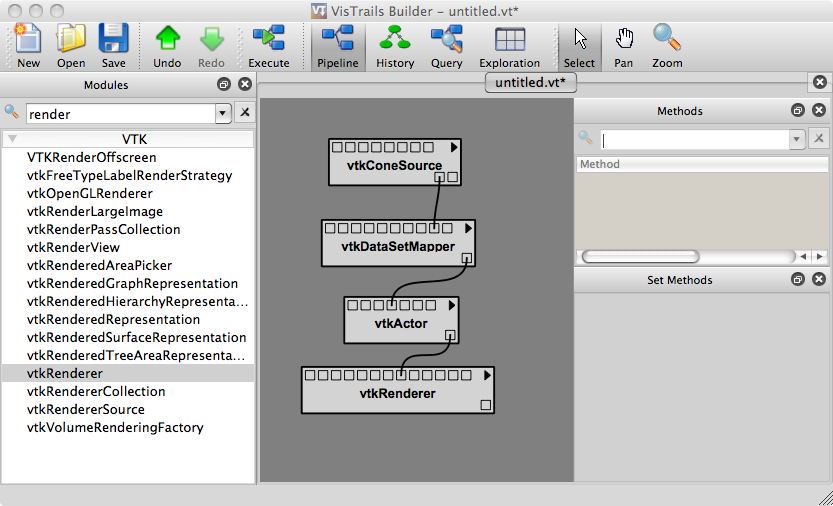 VT VisTrails Builder – untitled.vt*
New Open Save Undo Redo Execute Pipeline History Query Exploration Select Pan Zoom
untitled.vt*
Modules
render
VTK
VTKRenderOffscreen
vtkFreeTypeLabelRenderStrategy
vtkOpenGLRenderer
vtkRenderLargeImage
vtkRenderPassCollection
vtkRenderView
vtkRenderedAreaPicker
vtkRenderedGraphRepresentation
vtkRenderedHierarchyRepresenta...
vtkRenderedRepresentation
vtkRenderedSurfaceRepresentation
vtkRenderedTreeAreaRepresenta...
vtkRenderer
vtkRendererCollection
vtkRendererSource
vtkVolumeRenderingFactory
vtkConeSource
vtkDataSetMapper
vtkActor
vtkRenderer
Methods
Method
Set Methods